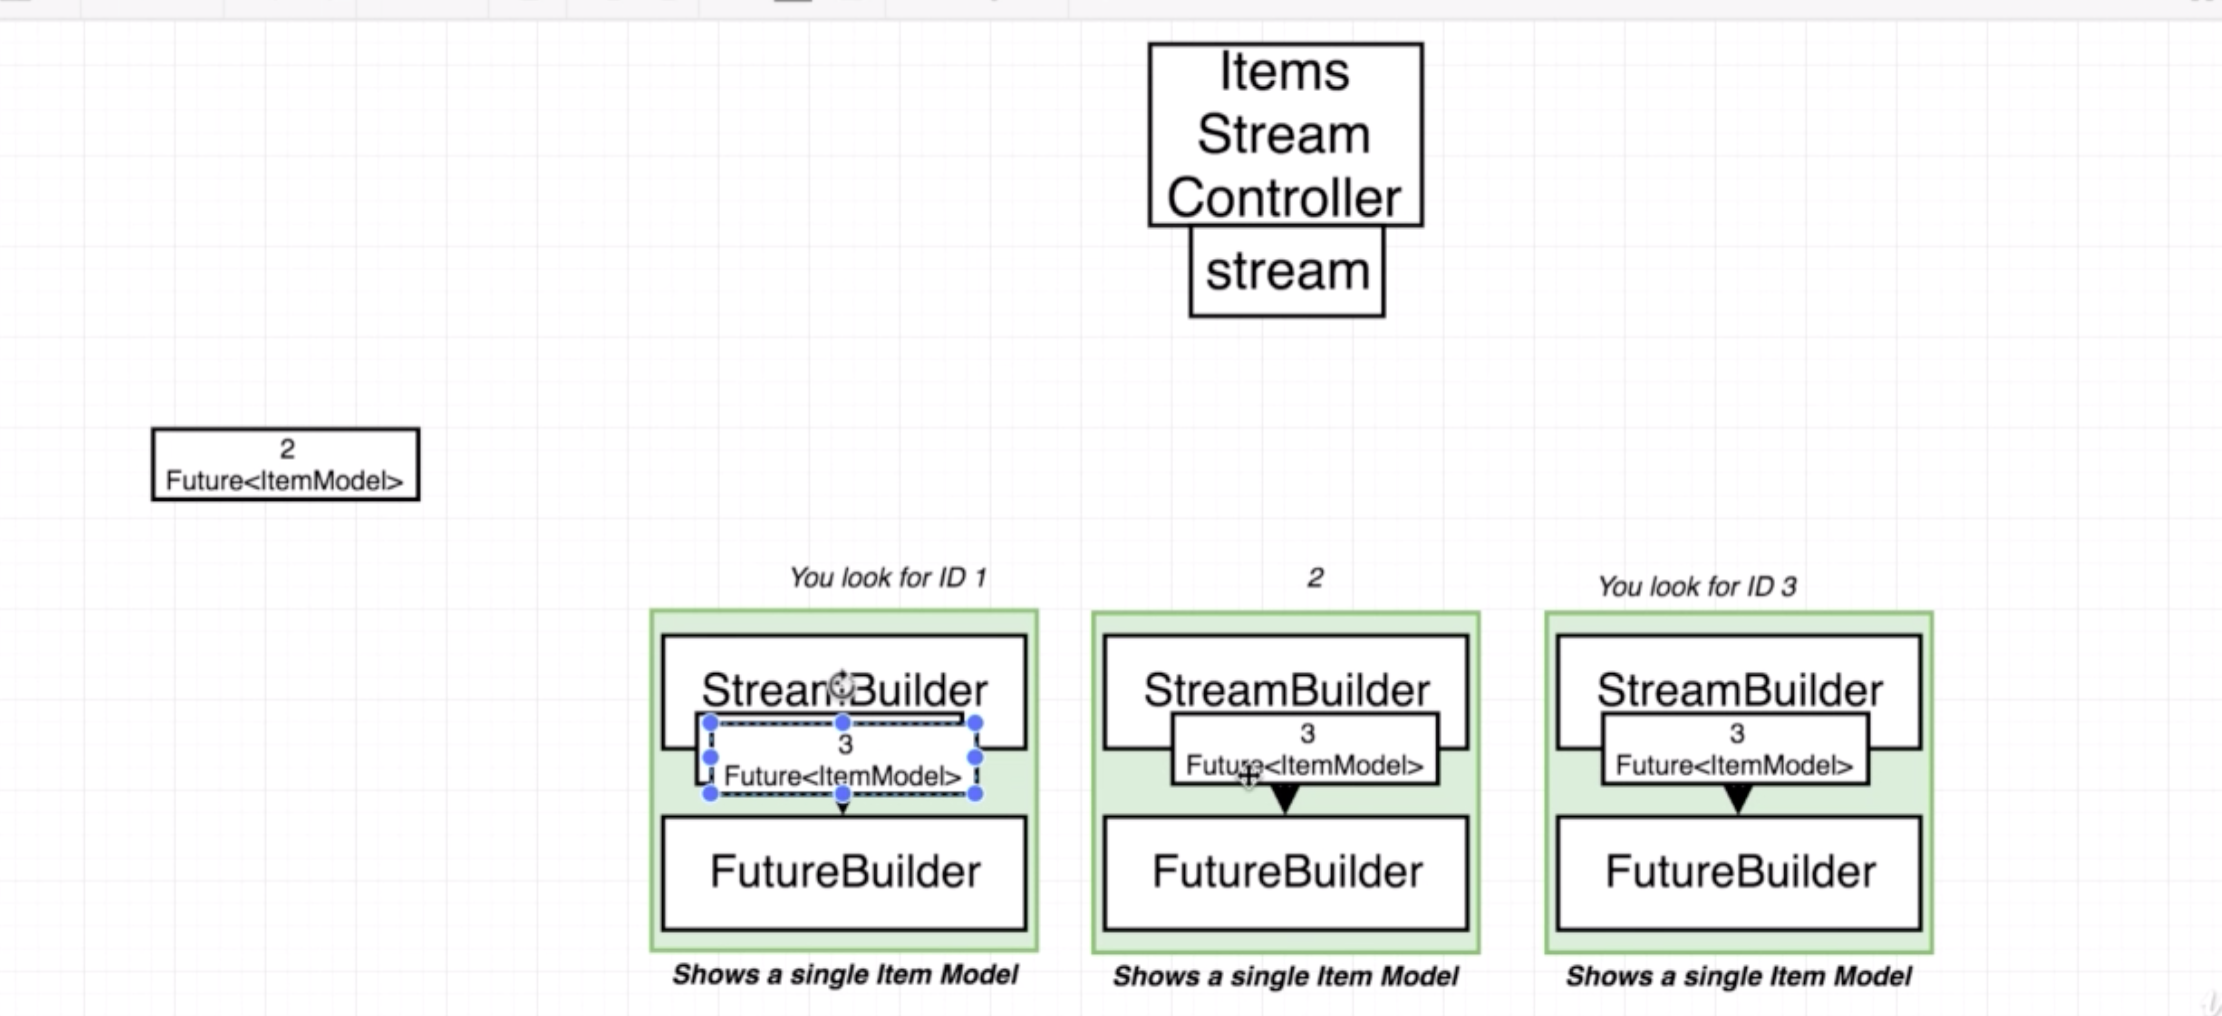 Items
Stream
Controller
stream
2
Future<ItemModel>
You look for ID 1
2
You look for ID 3
StreamBuilder
StreamBuilder
StreamBuilder
3
Future<ItemModel>
3
Future<ItemModel>
3
Future<ItemModel>
FutureBuilder
FutureBuilder
FutureBuilder
Shows a single Item Model
Shows a single Item Model
Shows a single Item Model